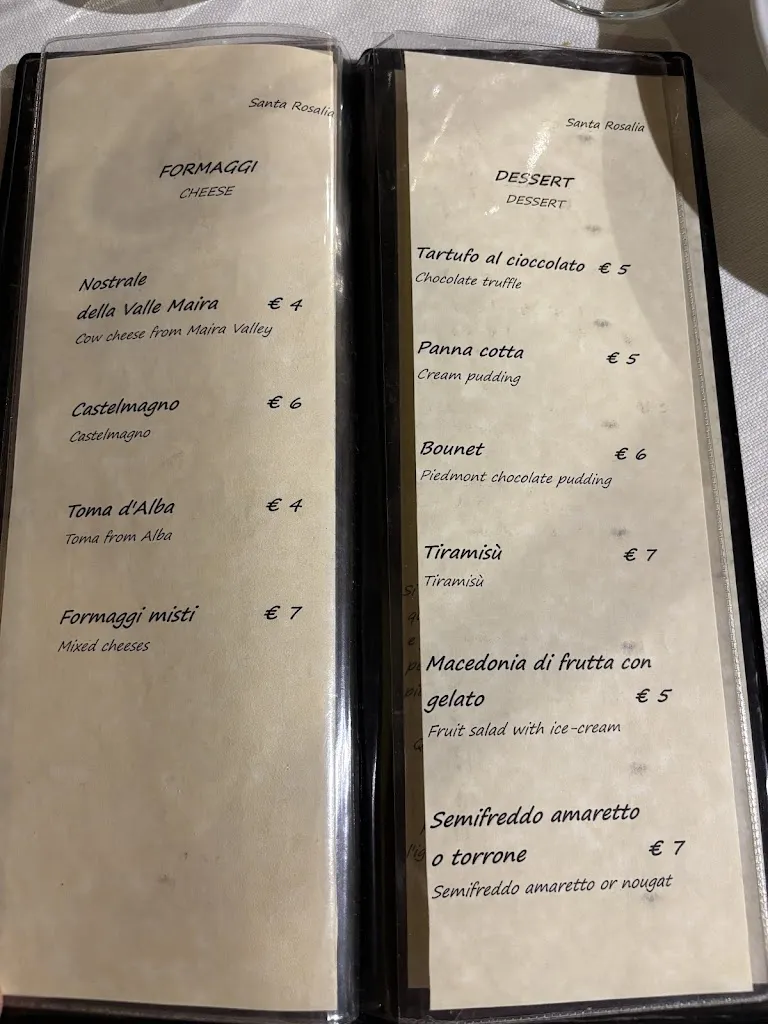 Santa Rosalia
FORMAGGI
CHEESE
Nostrale
della Valle Maira € 4
Cow cheese from Maira Valley
Castelmagno € 6
Castelmagno
Toma d'Alba € 4
Toma from Alba
Formaggi misti € 7
Mixed cheeses
Santa Rosalia
DESSERT
DESSERT
Tartufo al cioccolato € 5
Chocolate truffle
Panna cotta € 5
Cream pudding
Bounet € 6
Piedmont chocolate pudding
Tiramisù € 7
Tiramisù
Macedonia di frutta con
gelato € 5
Fruit salad with ice-cream
Semifreddo amaretto
o torrone € 7
Semifreddo amaretto or nougat